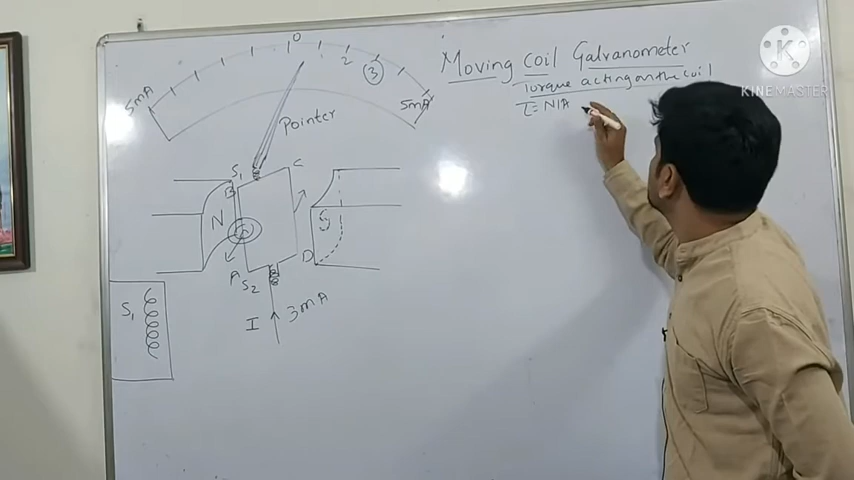 Moving coil Galvanometer
Torque acting on the coil
τ = NIA
KINEMASTER
5mA
0
2
3
5mA
Pointer
S₁
B
C
N
S
A
D
S₂
I
3mA
S₁